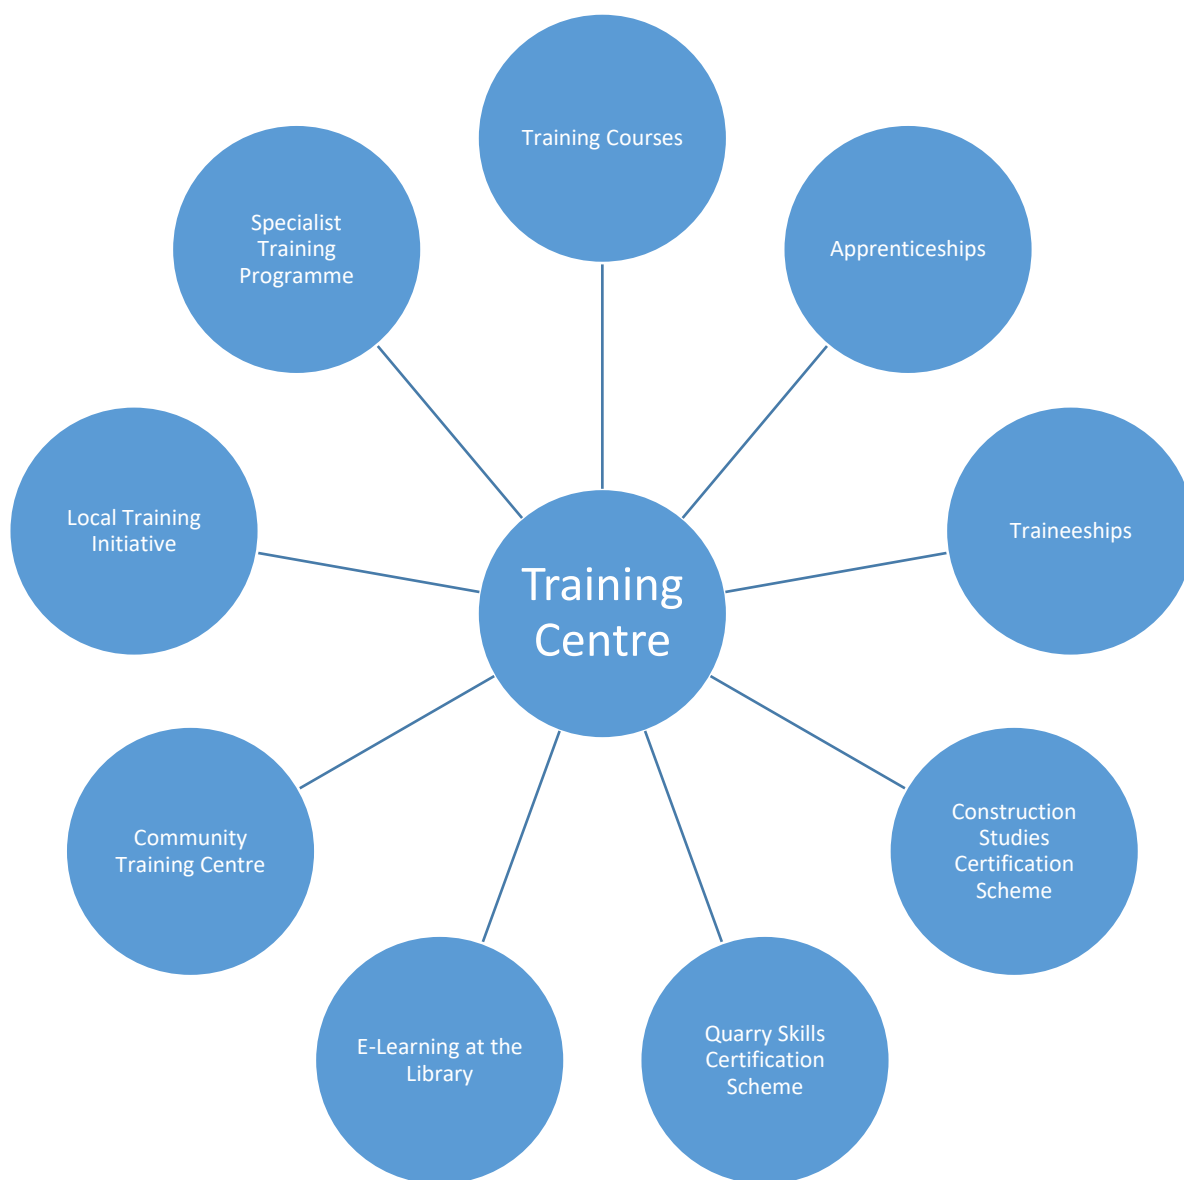 Training Courses
Apprenticeships
Traineeships
Construction
Studies
Certification
Scheme
Quarry Skills
Certification
Scheme
E-Learning at the
Library
Community
Training Centre
Local Training
Initiative
Specialist
Training
Programme
Training
Centre